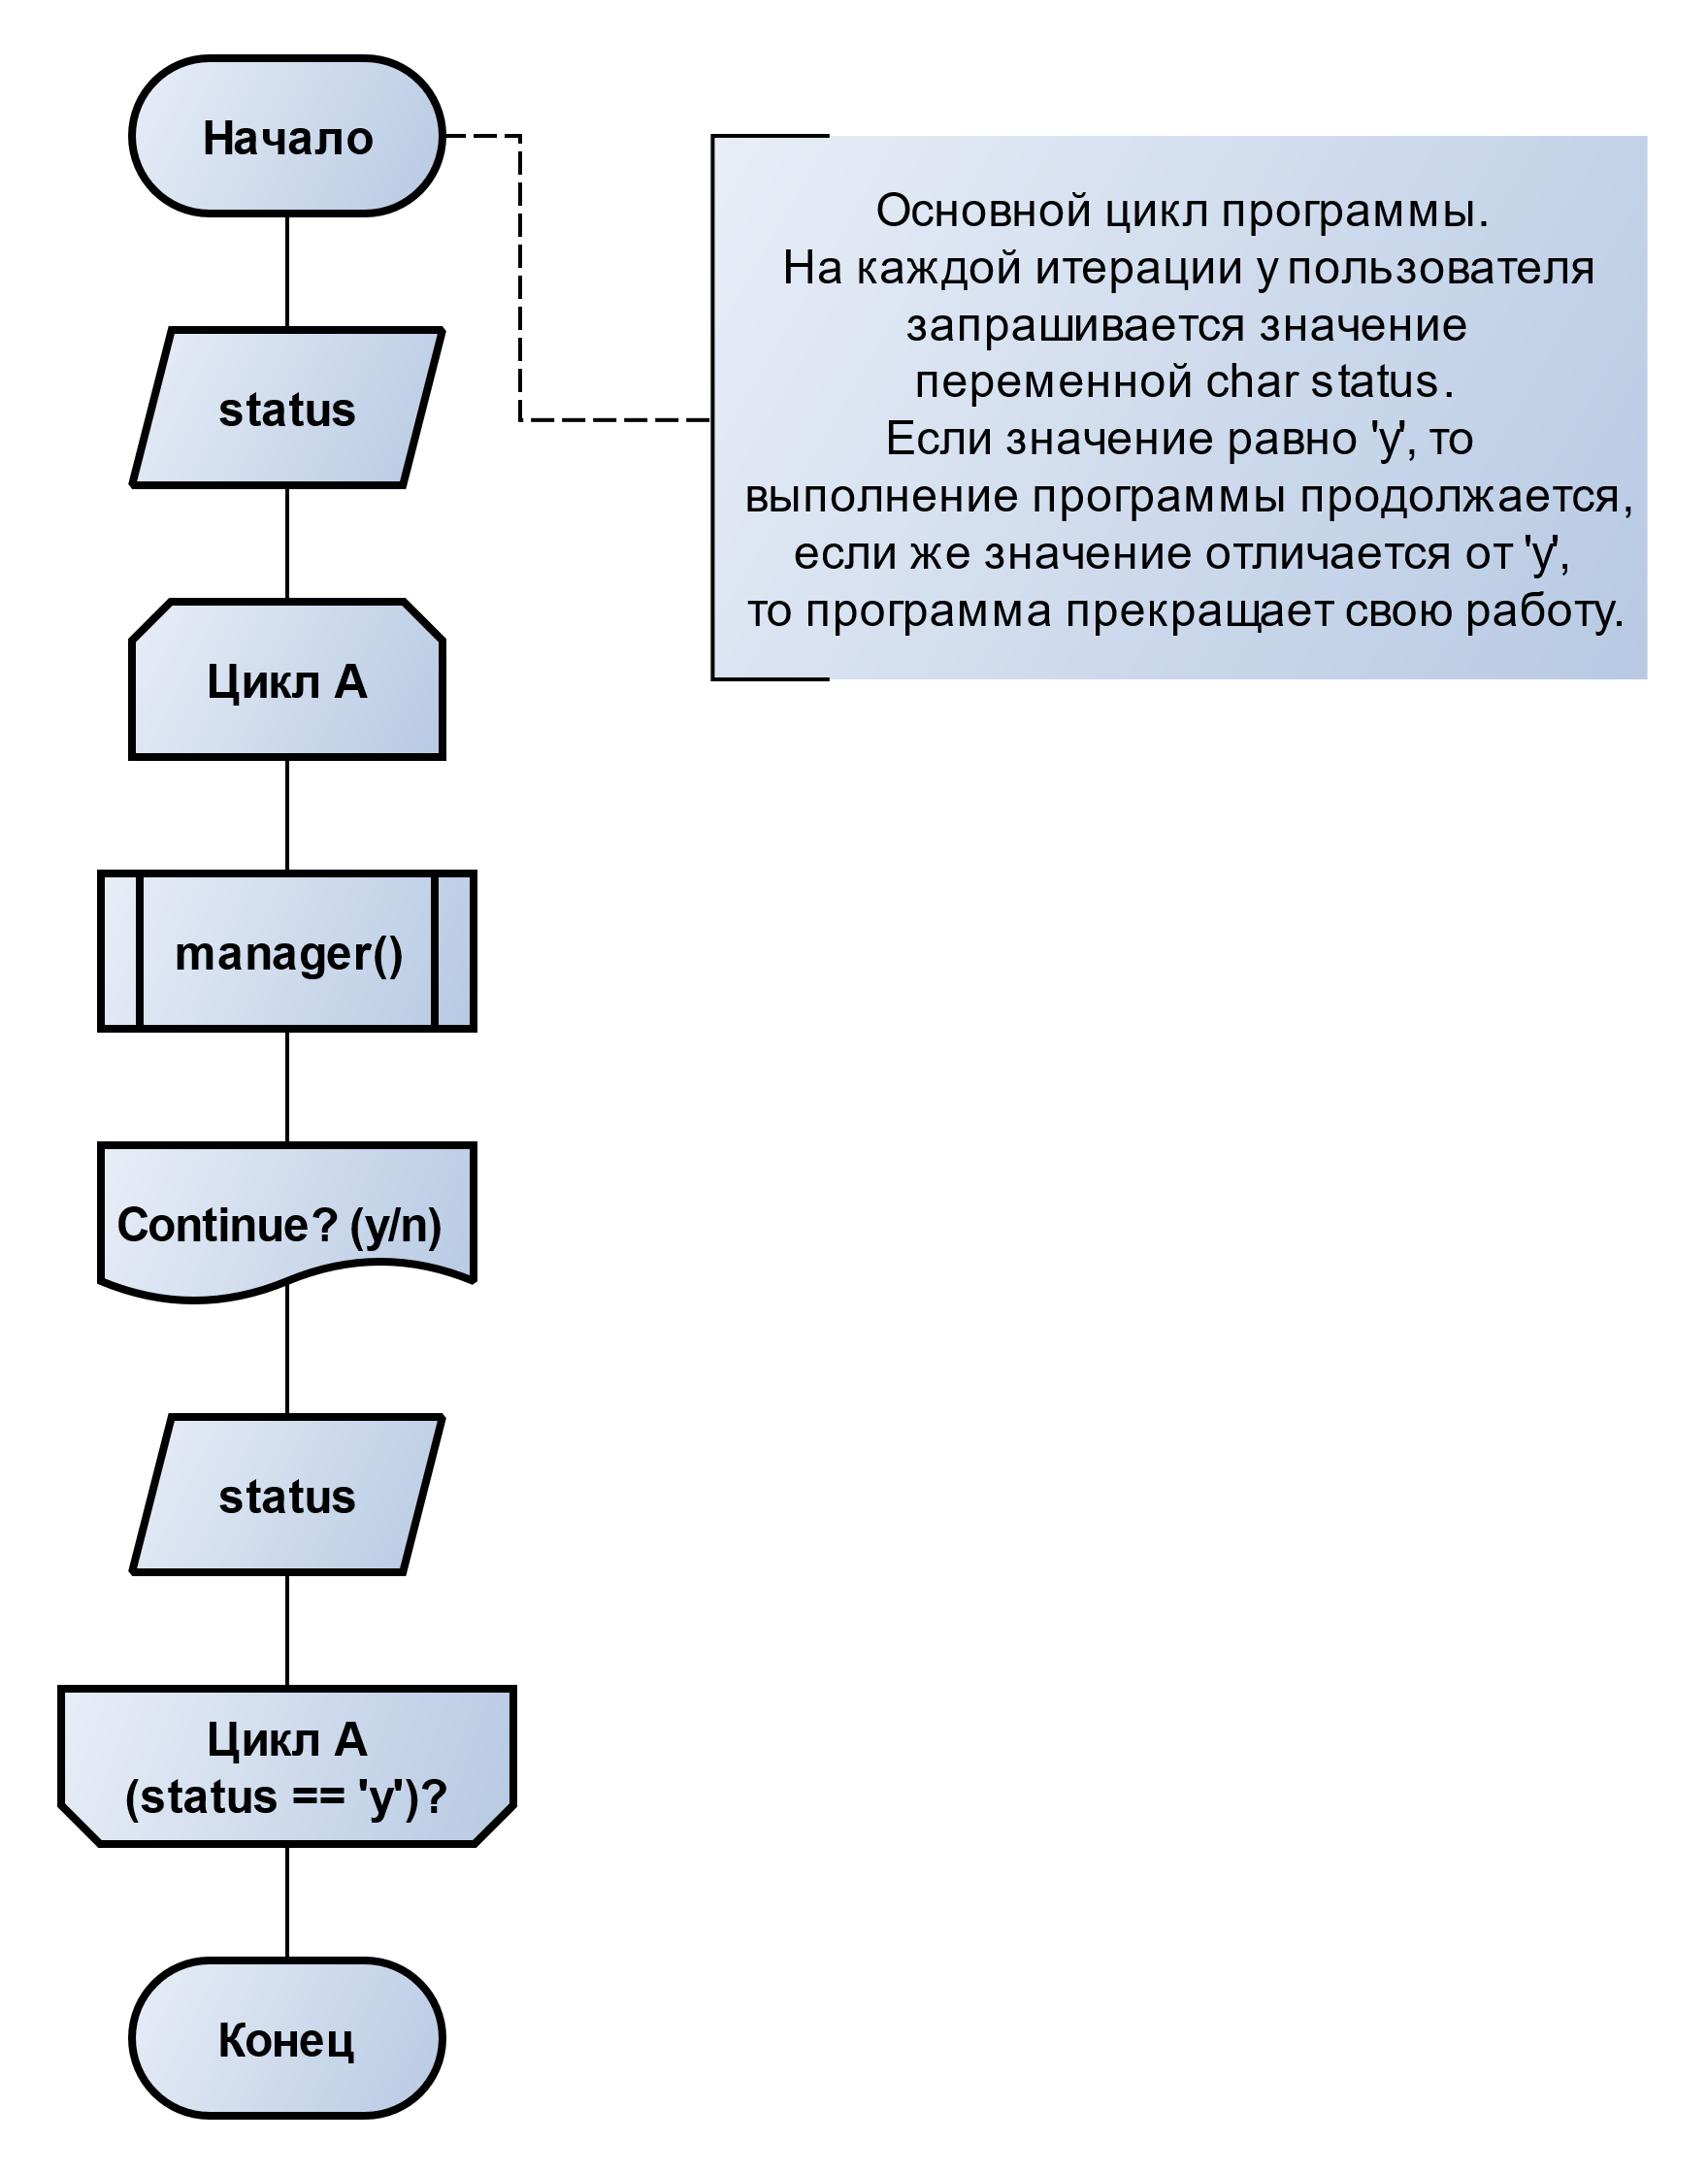 Начало
Основной цикл программы.
На каждой итерации у пользователя
запрашивается значение
переменной char status.
Если значение равно 'y', то
выполнение программы продолжается,
если же значение отличается от 'y',
то программа прекращает свою работу.
status
Цикл А
manager()
Continue? (y/n)
status
Цикл А
(status == 'y')?
Конец